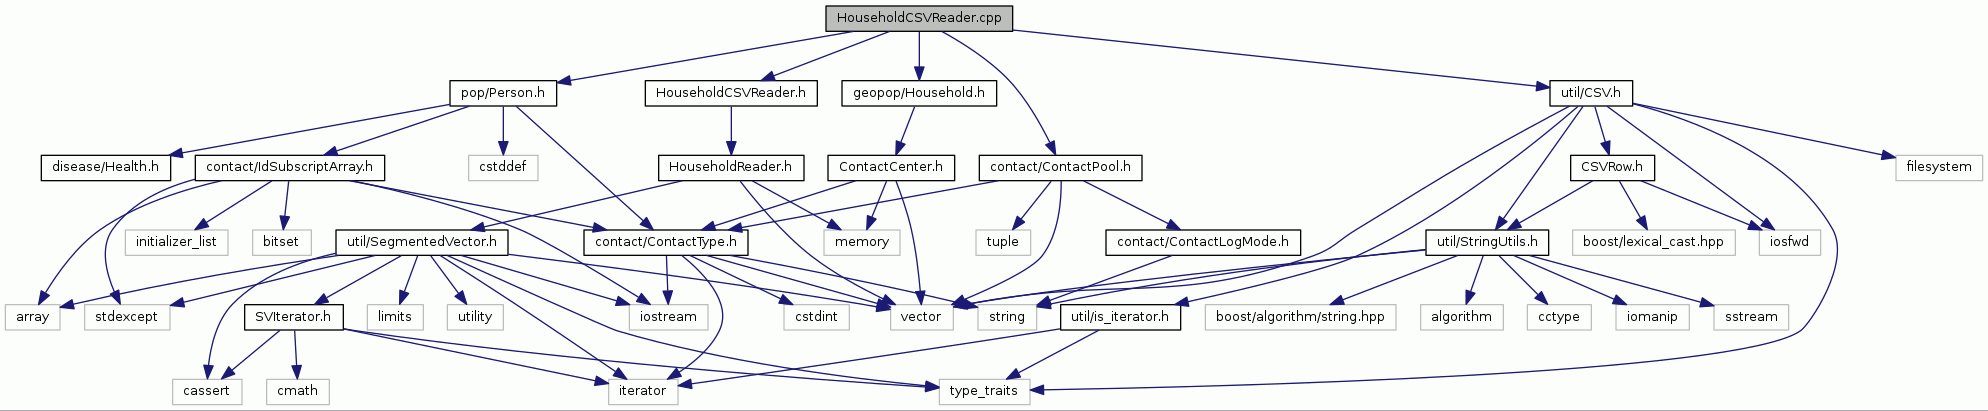 HouseholdCSVReader.cpp
pop/Person.h
HouseholdCSVReader.h
geopop/Household.h
util/CSV.h
disease/Health.h
contact/IdSubscriptArray.h
cstddef
HouseholdReader.h
ContactCenter.h
contact/ContactPool.h
CSVRow.h
filesystem
initializer_list
bitset
util/SegmentedVector.h
contact/ContactType.h
memory
tuple
contact/ContactLogMode.h
util/StringUtils.h
boost/lexical_cast.hpp
iosfwd
array
stdexcept
SVIterator.h
limits
utility
iostream
cstdint
vector
string
util/is_iterator.h
boost/algorithm/string.hpp
algorithm
cctype
iomanip
sstream
cassert
cmath
iterator
type_traits